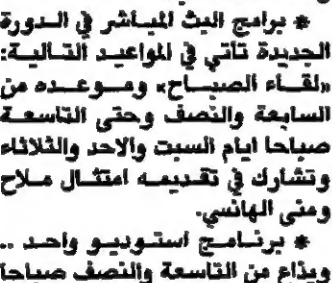 * برامج البث المباشر في الدورة
الجديدة تأتي في المواعيد التالية:
«لقاء الصباح» وموعده من
السابعة والنصف وحتى التاسعة
صباحا ايام السبت والاحد والثلاثاء
وتشارك في تقديمه امتثال ملاح
ومنى الهانسي.
* برنامج استوديو واحد ..
ويذاع من التاسعة والنصف صباحاً